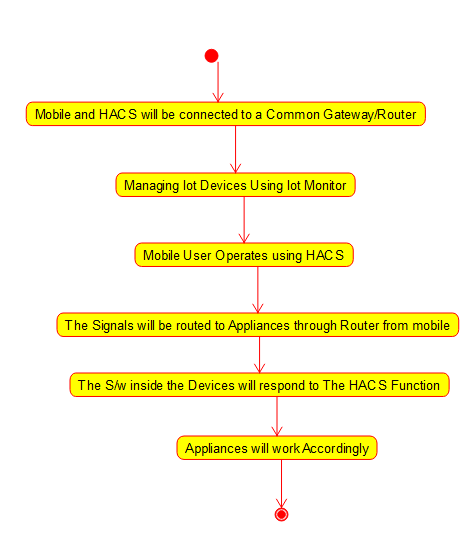 Mobile and HACS will be connected to a Common Gateway/Router
Managing Iot Devices Using Iot Monitor
Mobile User Operates using HACS
The Signals will be routed to Appliances through Router from mobile
The S/w inside the Devices will respond to The HACS Function
Appliances will work Accordingly